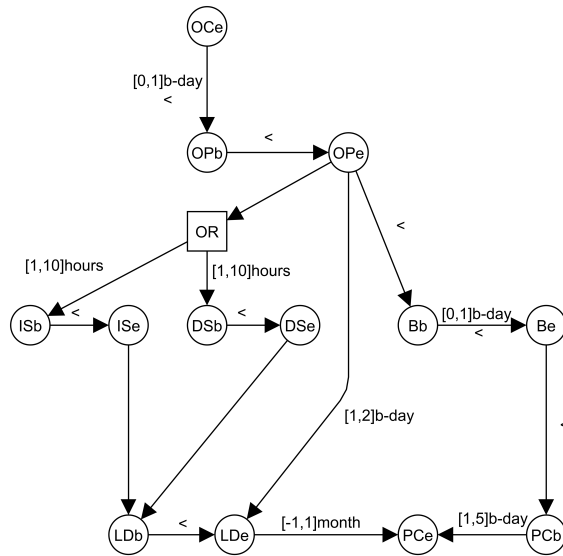 OCe
[0,1]b-day
<
OPb
<
OPe
OR
<
[1,10]hours
[1,10]hours
ISb
<
ISe
DSb
<
DSe
Bb
[0,1]b-day
<
Be
[1,2]b-day
<
LDb
<
LDe
[-1,1]month
PCe
[1,5]b-day
PCb